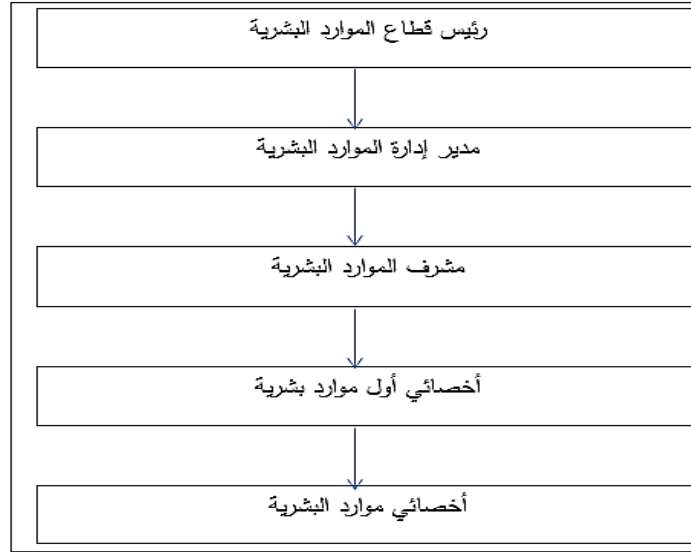 رئيس قطاع الموارد البشرية
مدير إدارة الموارد البشرية
مشرف الموارد البشرية
أخصائي أول موارد بشرية
أخصائي موارد البشرية